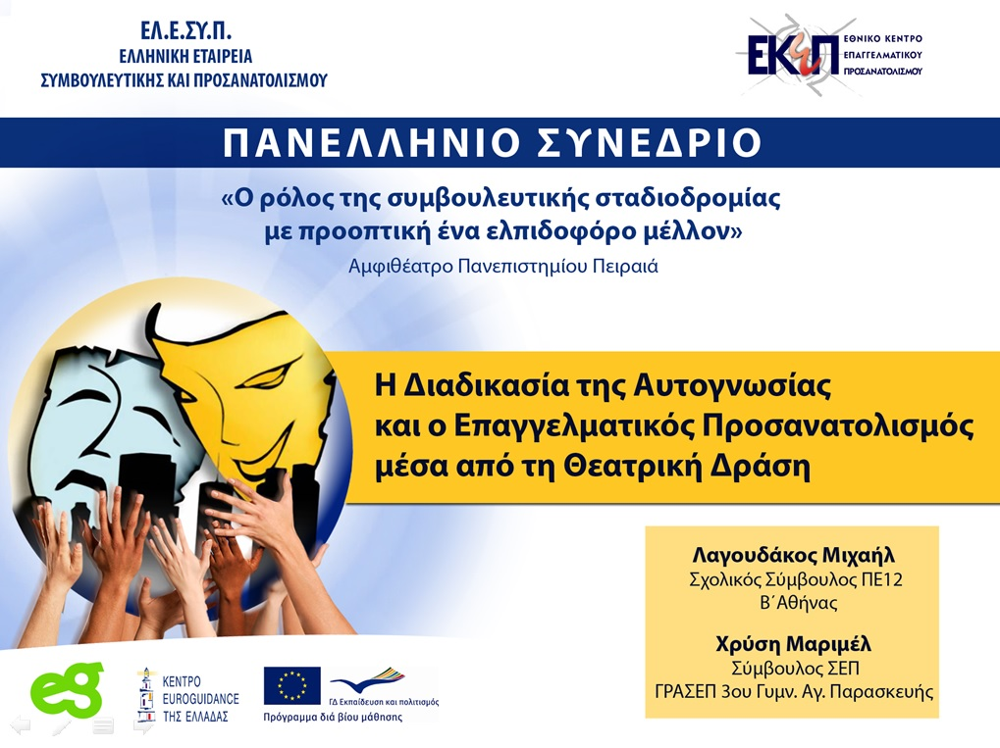 ΕΛ.Ε.ΣΥ.Π.
ΕΛΛΗΝΙΚΗ ΕΤΑΙΡΕΙΑ
ΣΥΜΒΟΥΛΕΥΤΙΚΗΣ ΚΑΙ ΠΡΟΣΑΝΑΤΟΛΙΣΜΟΥ
ΕΚΕΠ
ΕΘΝΙΚΟ ΚΕΝΤΡΟ
ΕΠΑΓΓΕΛΜΑΤΙΚΟΥ
ΠΡΟΣΑΝΑΤΟΛΙΣΜΟΥ
ΠΑΝΕΛΛΗΝΙΟ ΣΥΝΕΔΡΙΟ
«Ο ρόλος της συμβουλευτικής σταδιοδρομίας
με προοπτική ένα ελπιδοφόρο μέλλον»
Αμφιθέατρο Πανεπιστημίου Πειραιά
Η Διαδικασία της Αυτογνωσίας
και ο Επαγγελματικός Προσανατολισμός
μέσα από τη Θεατρική Δράση
Λαγουδάκος Μιχαήλ
Σχολικός Σύμβουλος ΠΕ12
Β΄Αθήνας
Χρύση Μαριμέλ
Σύμβουλος ΣΕΠ
ΓΡΑΣΕΠ 3ου Γυμν. Αγ. Παρασκευής
eg
ΚΕΝΤΡΟ
EUROGUIDANCE
ΤΗΣ ΕΛΛΑΔΑΣ
ΓΔ Εκπαίδευση και πολιτισμός
Πρόγραμμα διά βίου μάθησης